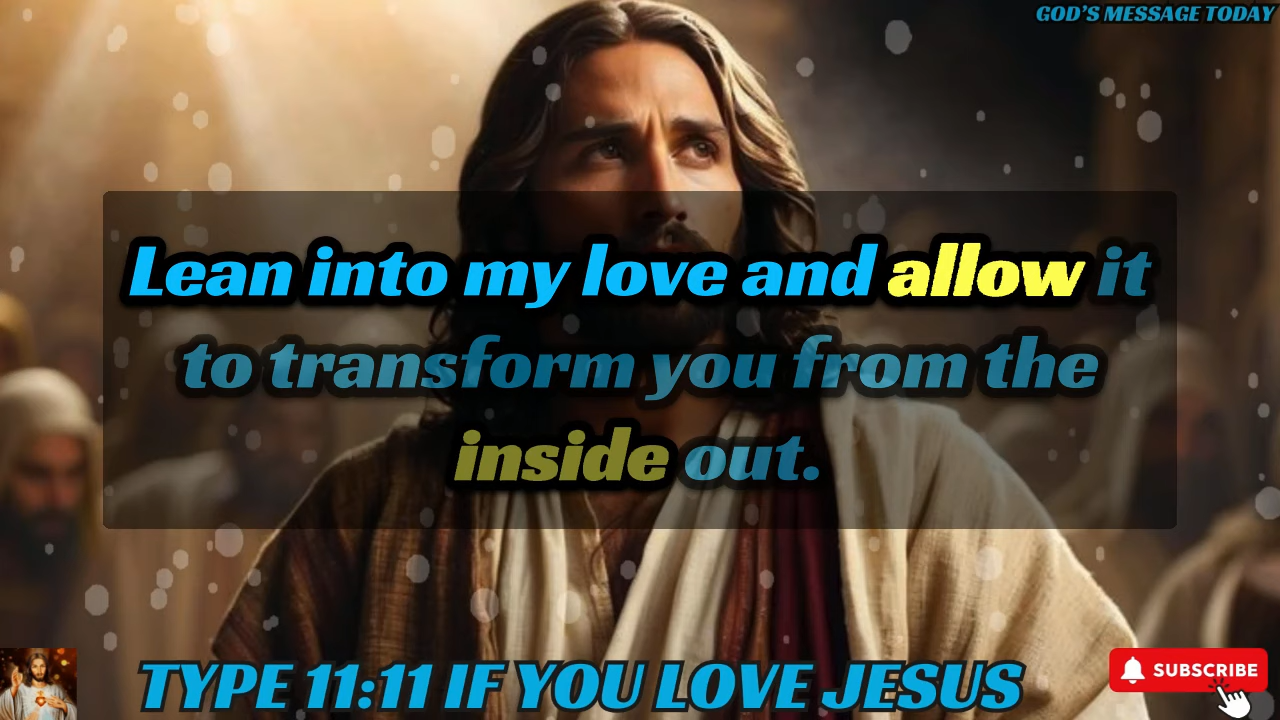 GOD'S MESSAGE TODAY
Lean into my love and allow it
to transform you from the
inside out.
TYPE 11:11 IF YOU LOVE JESUS
SUBSCRIBE